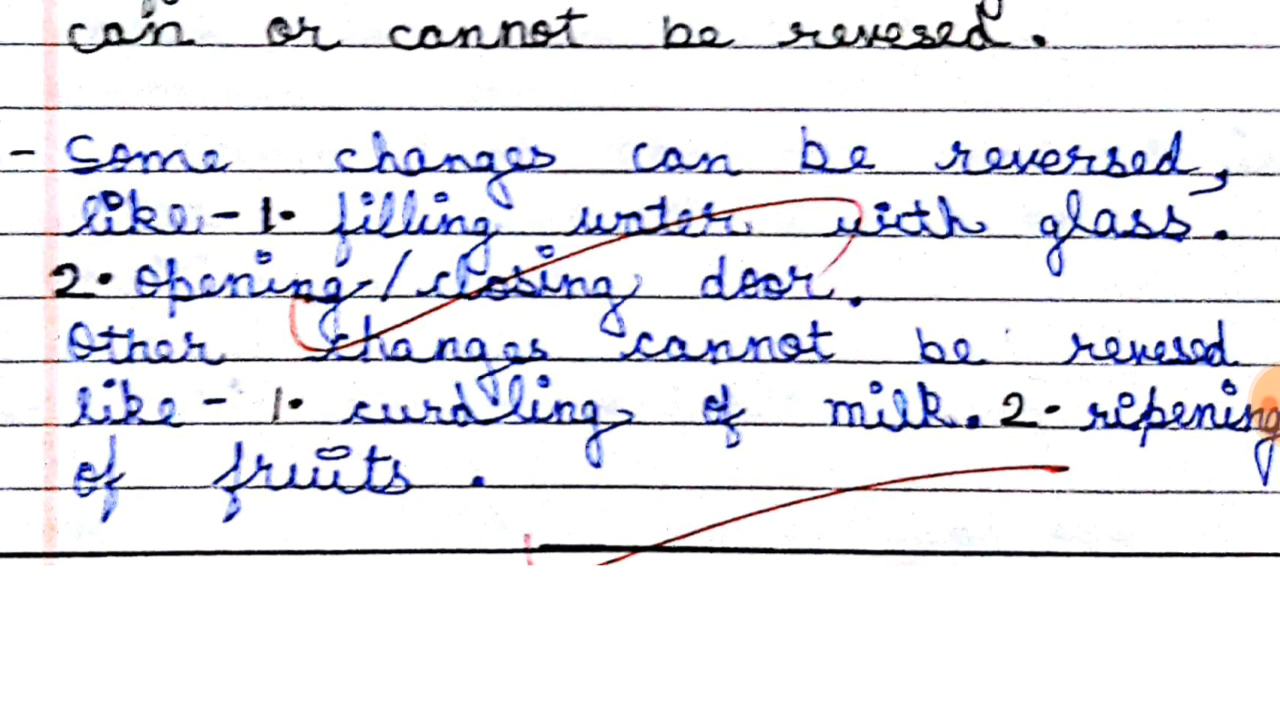 can or cannot be revesed.
- Some changes can be reversed,
like - 1. filling water with glass.
2. opening/closing door.
Other changes cannot be revesed
like - 1. curdling of milk. 2. ripening
of fruits.